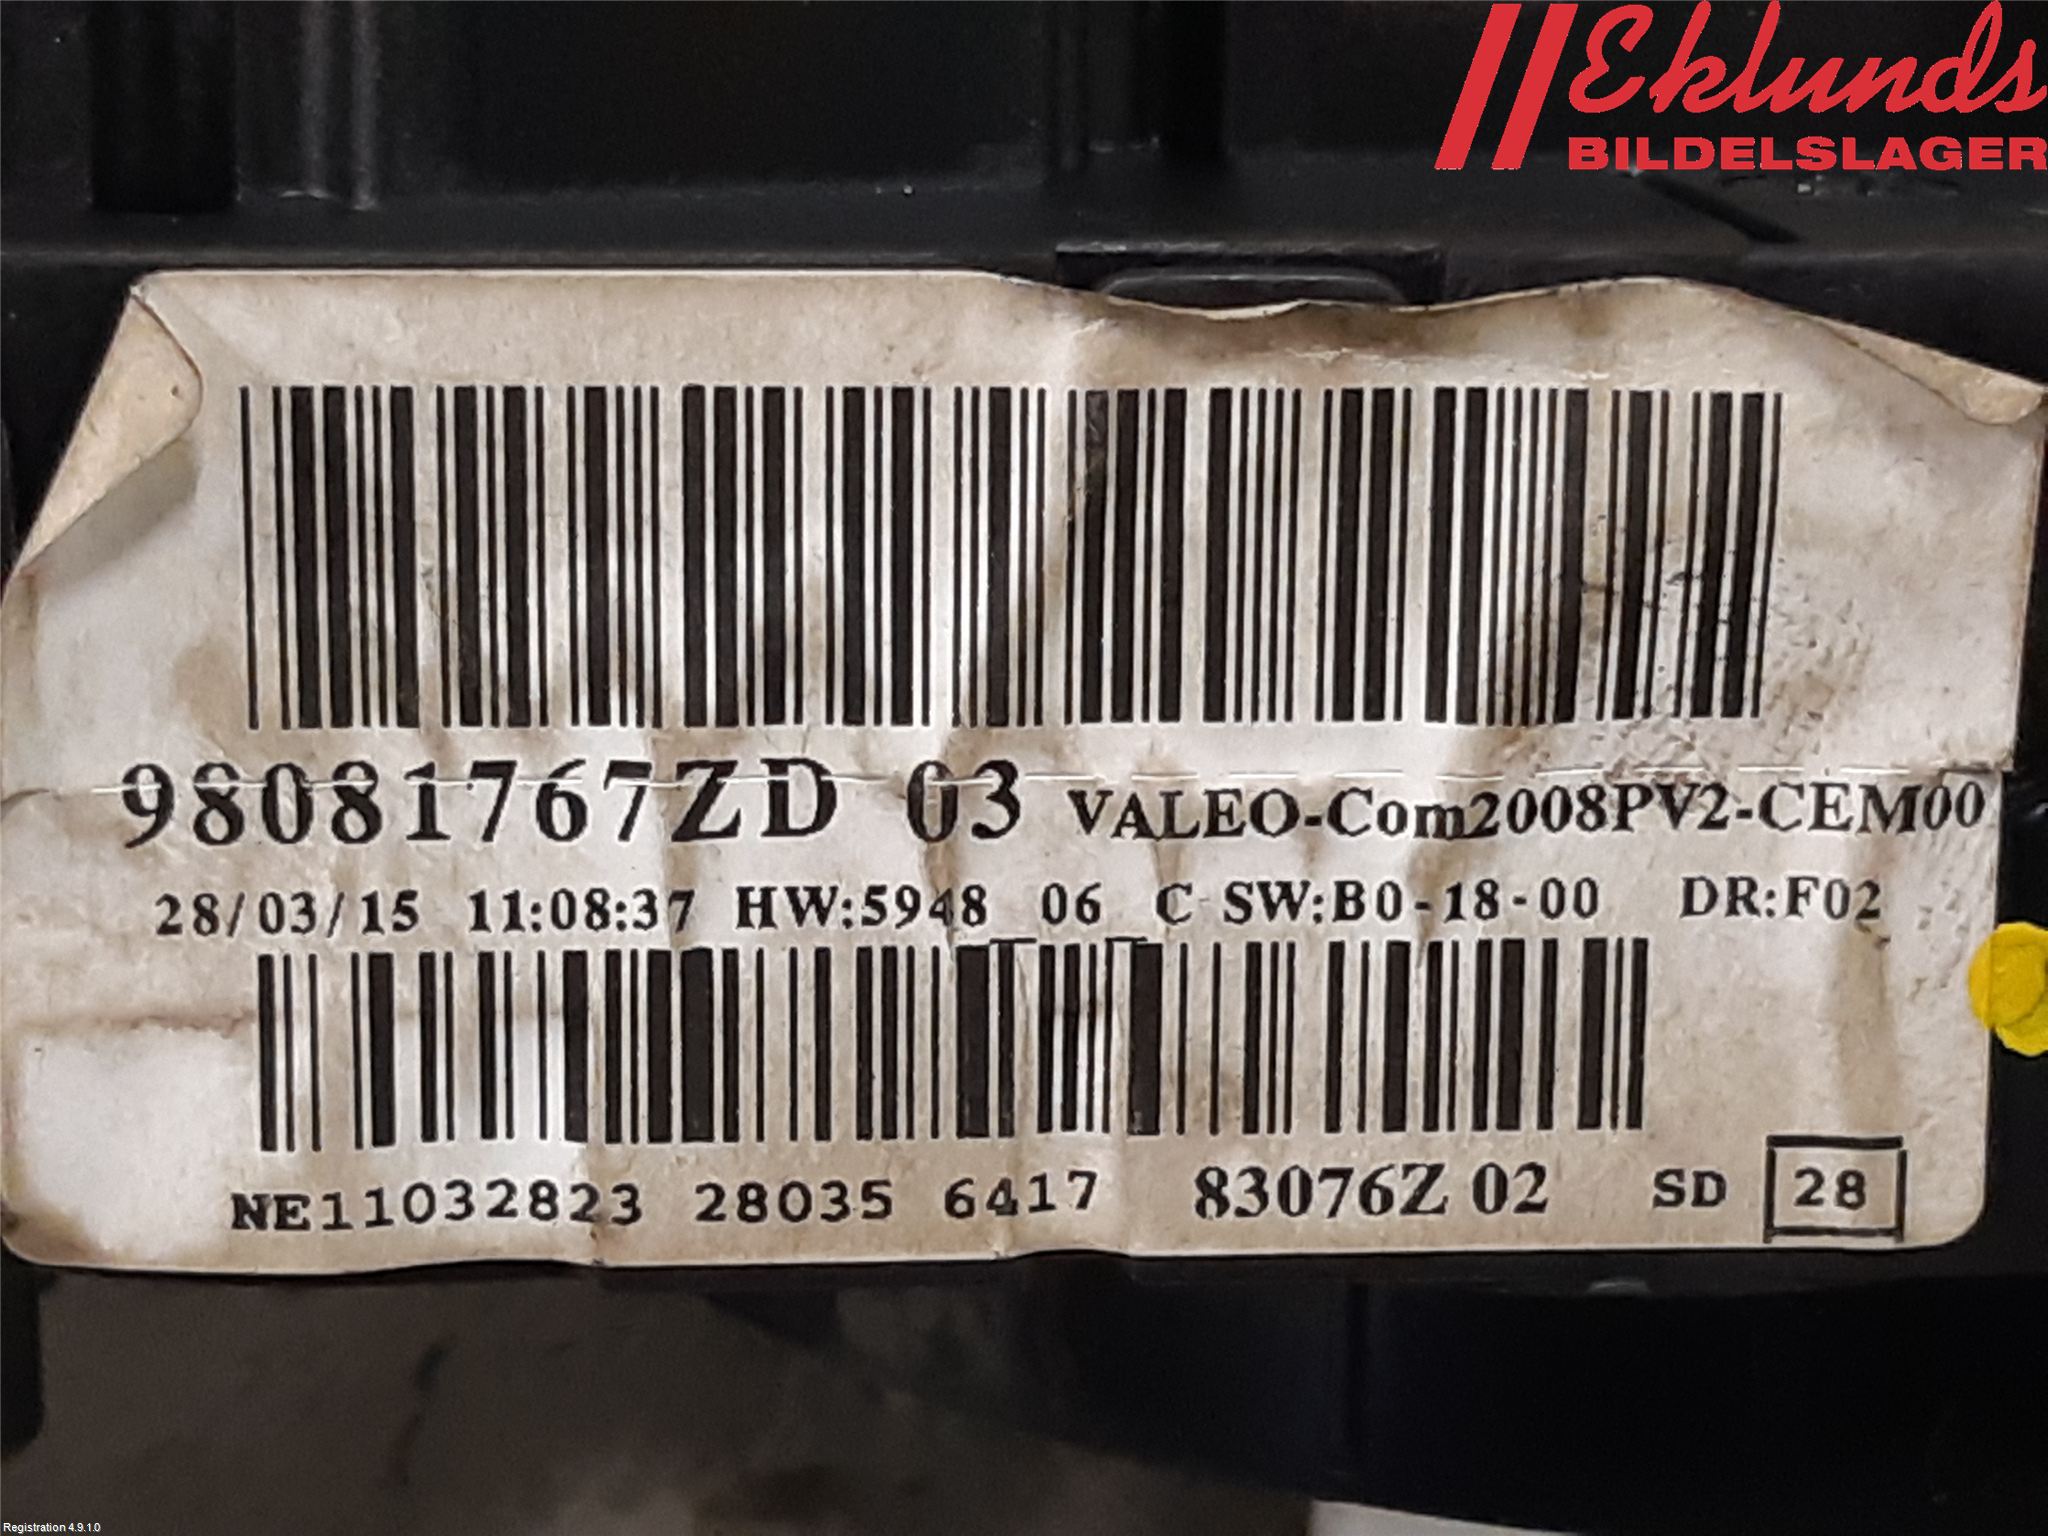 Eklunds
BILDELSLAGER
98081767ZD 03 VALEO-Com2008PV2-CEM00
28/03/15 11:08:37 HW:5948 06 C SW:B0-18-00 DR:F02
NE11032823 28035 6417 83076Z 02 SD 28
Registration 4.9.1.0